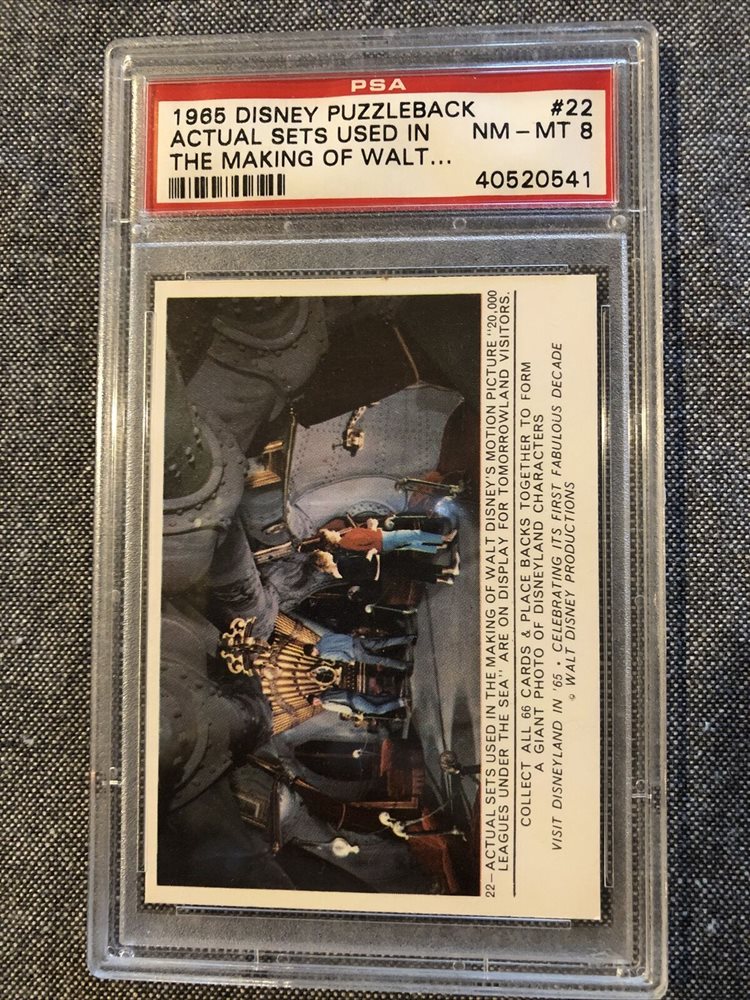 PSA
1965 DISNEY PUZZLEBACK #22
ACTUAL SETS USED IN NM - MT 8
THE MAKING OF WALT...
40520541
22—ACTUAL SETS USED IN THE MAKING OF WALT DISNEY'S MOTION PICTURE "20,000
LEAGUES UNDER THE SEA" ARE ON DISPLAY FOR TOMORROWLAND VISITORS.
COLLECT ALL 66 CARDS & PLACE BACKS TOGETHER TO FORM
A GIANT PHOTO OF DISNEYLAND CHARACTERS
VISIT DISNEYLAND IN '65 • CELEBRATING ITS FIRST FABULOUS DECADE
© WALT DISNEY PRODUCTIONS